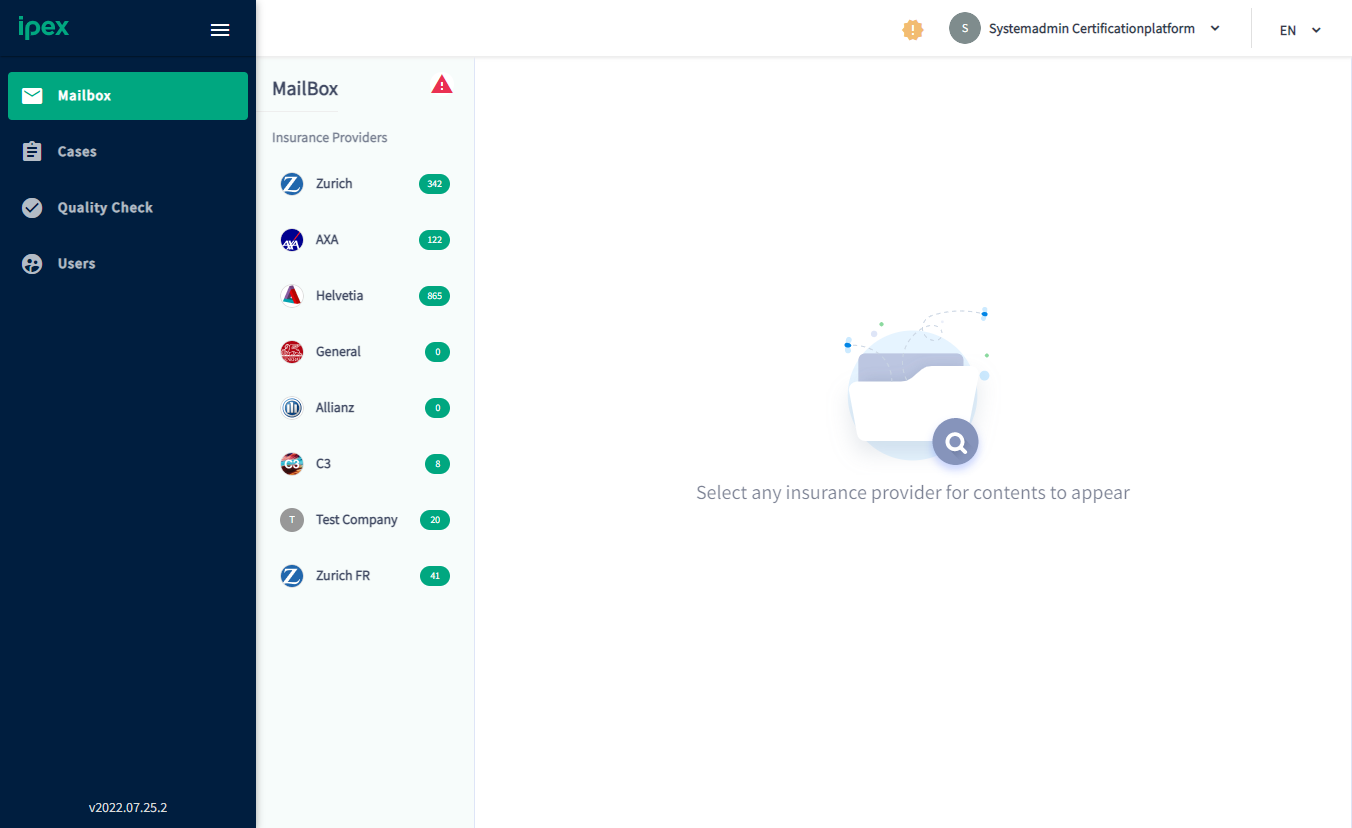 ipex
S
Systemadmin Certificationplatform
EN
Mailbox
Cases
Quality Check
Users
v2022.07.25.2
MailBox
Insurance Providers
Zurich
342
AXA
AXA
122
Helvetia
865
General
0
Allianz
0
C3
C3
8
T
Test Company
20
Zurich FR
41
Select any insurance provider for contents to appear